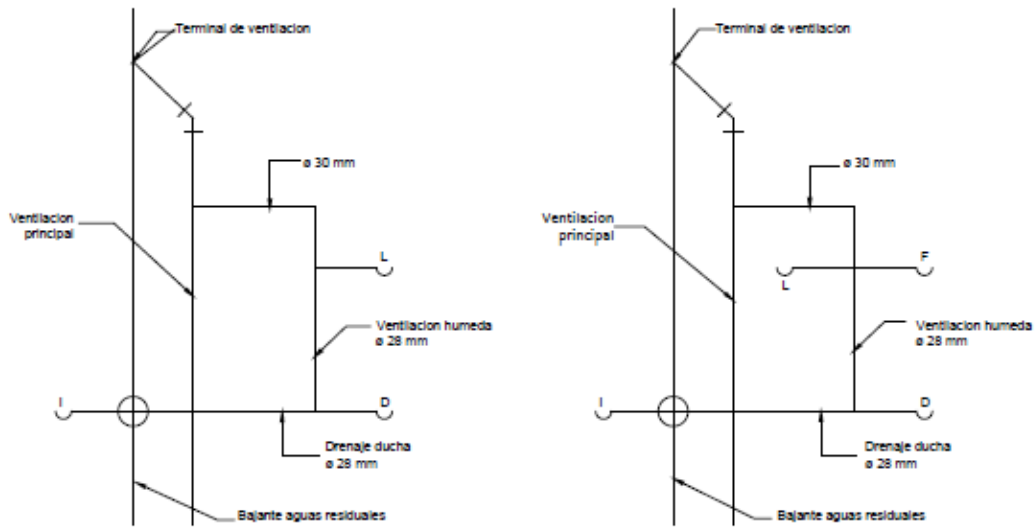 Terminal de ventilacion
ø 30 mm
Ventilacion
principal
L
Ventilacion humeda
ø 28 mm
I
D
Drenaje ducha
ø 28 mm
Bajante aguas residuales
Terminal de ventilacion
ø 30 mm
Ventilacion
principal
F
L
Ventilacion humeda
ø 28 mm
I
D
Drenaje ducha
ø 28 mm
Bajante aguas residuales